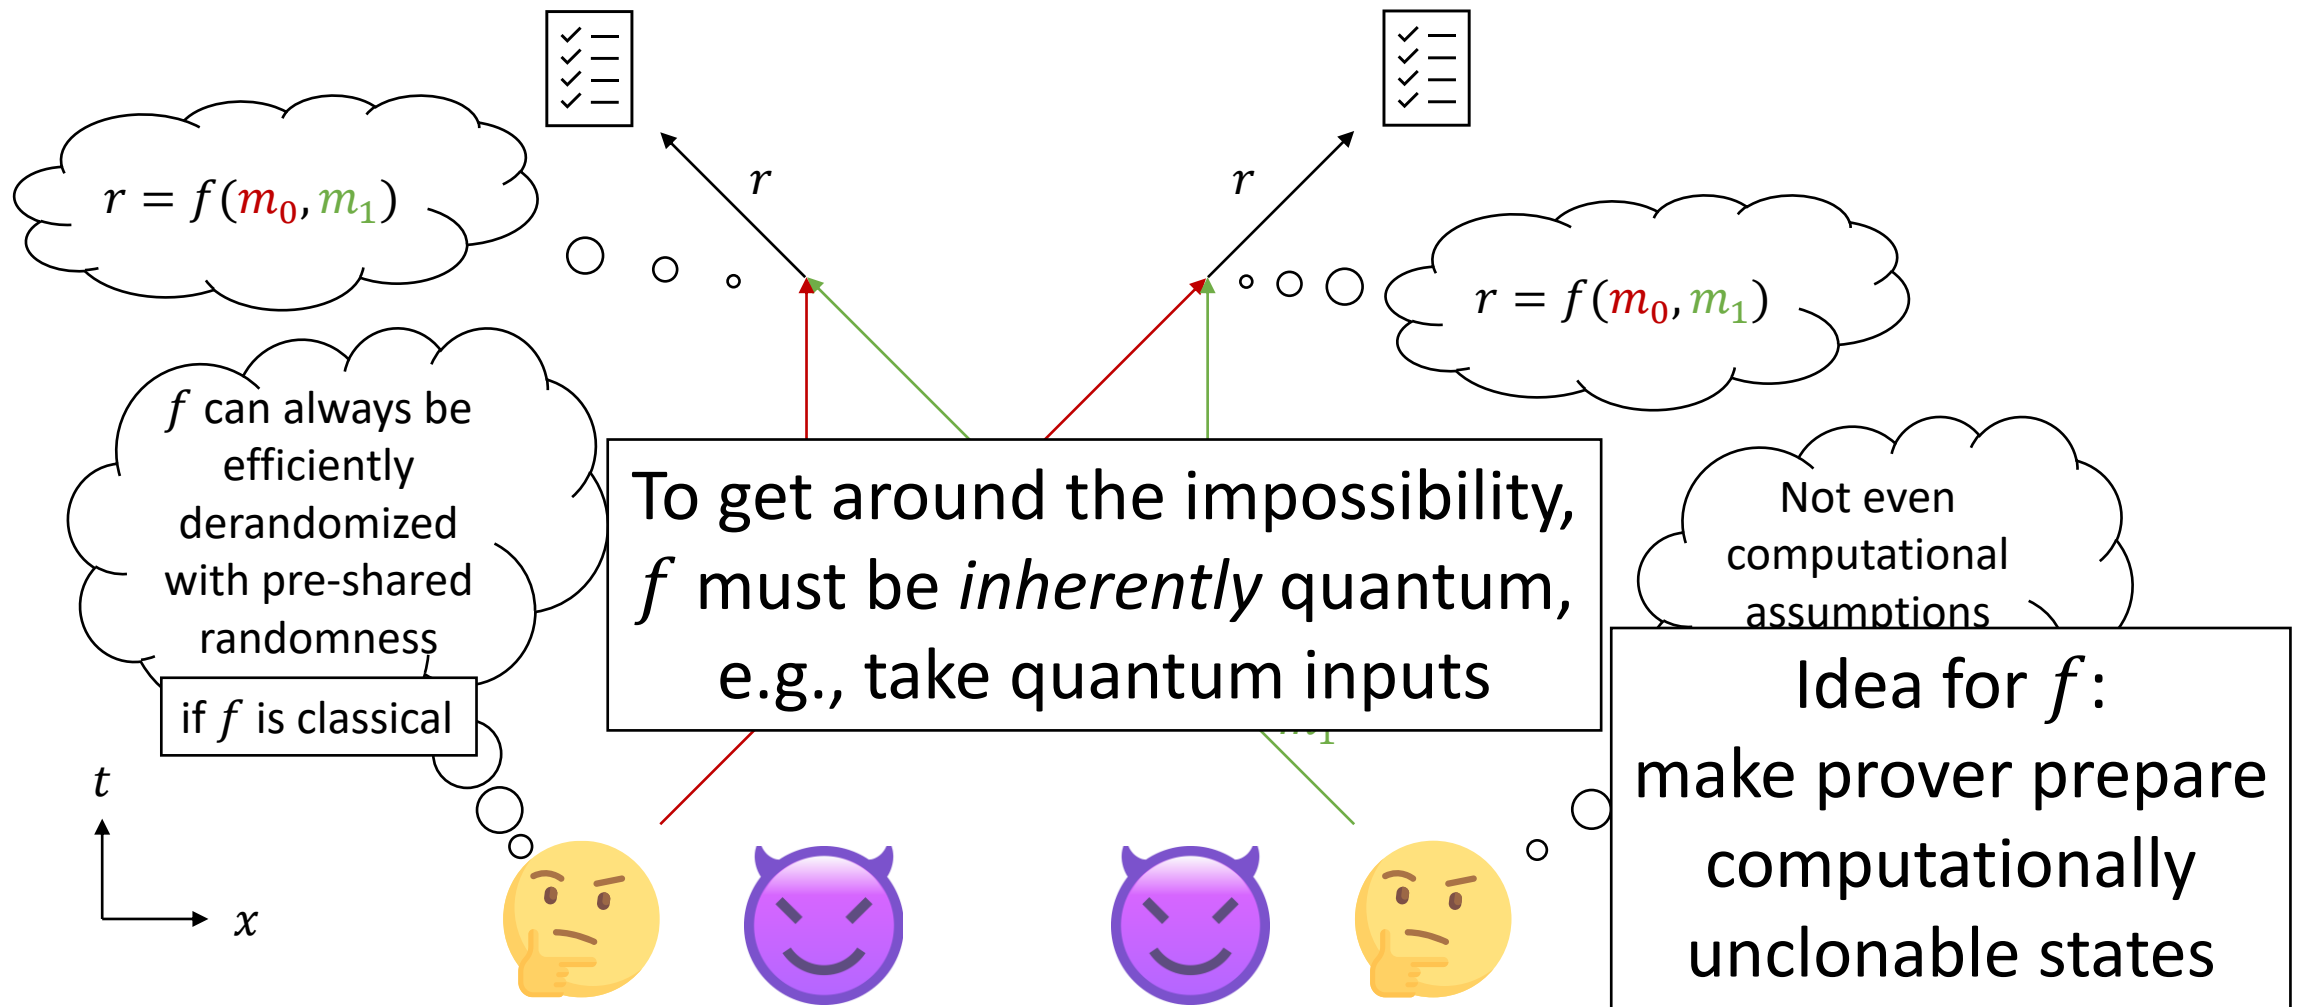 r
r
r = f(m₀, m₁)
r = f(m₀, m₁)
f can always be
efficiently
derandomized
with pre-shared
randomness
if f is classical
To get around the impossibility,
f must be inherently quantum,
e.g., take quantum inputs
Not even
computational
assumptions
Idea for f:
make prover prepare
computationally
unclonable states
t
x